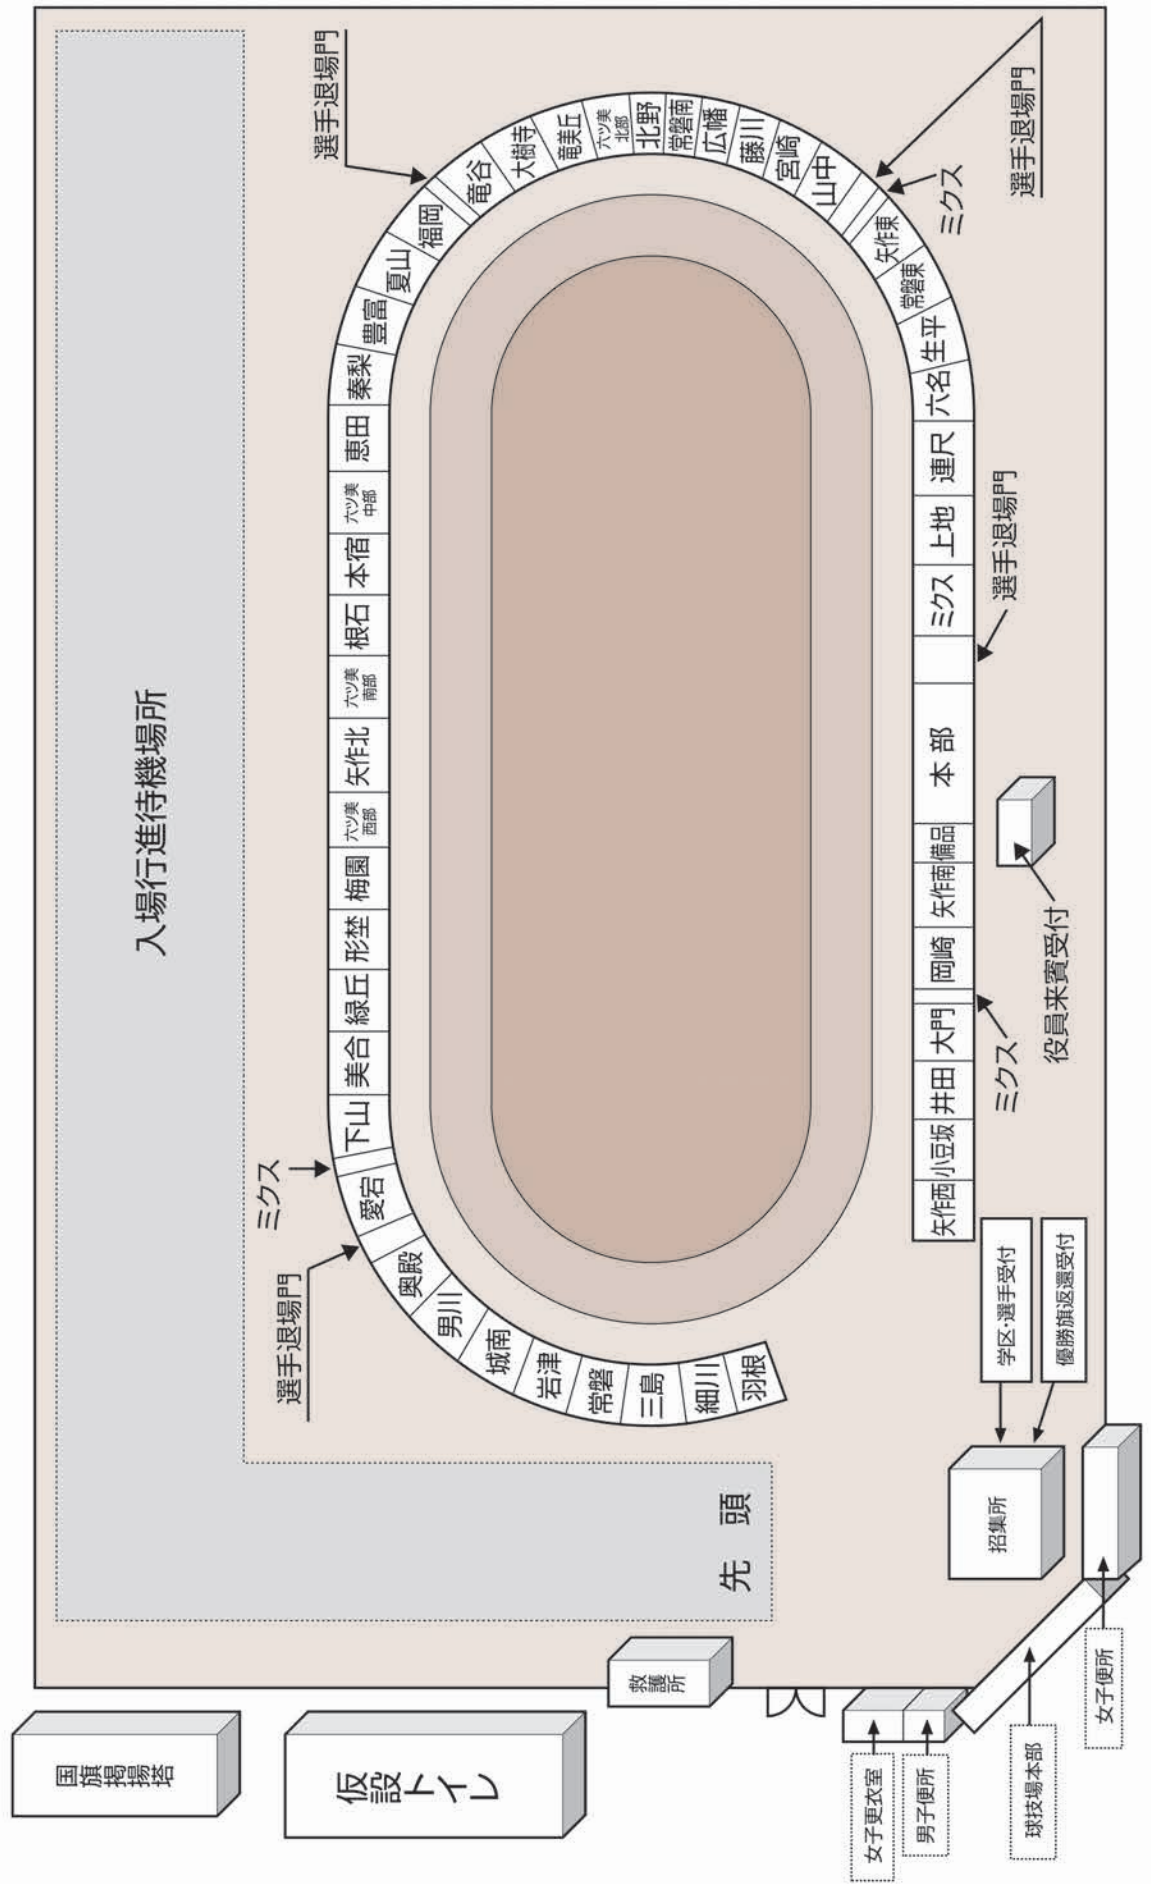 入場行進待機場所
先頭
選手退場門
ミクス
選手退場門
羽根
細川
三島
常磐
岩津
城南
男川
奥殿
愛宕
下山
美合
緑丘
形埜
梅園
六ツ美
西部
矢作北
六ツ美
南部
根石
本宿
六ツ美
中部
恵田
秦梨
豊富
夏山
福岡
選手退場門
竜谷
大樹寺
竜美丘
六ツ美
北部
北野
常磐南
広幡
藤川
宮崎
山中
選手退場門
ミクス
矢作東
常磐東
生平
六名
連尺
上地
ミクス
選手退場門
本部
備品
矢作南
岡崎
ミクス
大門
井田
小豆坂
矢作西
役員来賓受付
学区・選手受付
優勝旗返還受付
招集所
国旗掲揚塔
仮設トイレ
救護所
女子更衣室
男子便所
球技場本部
女子便所